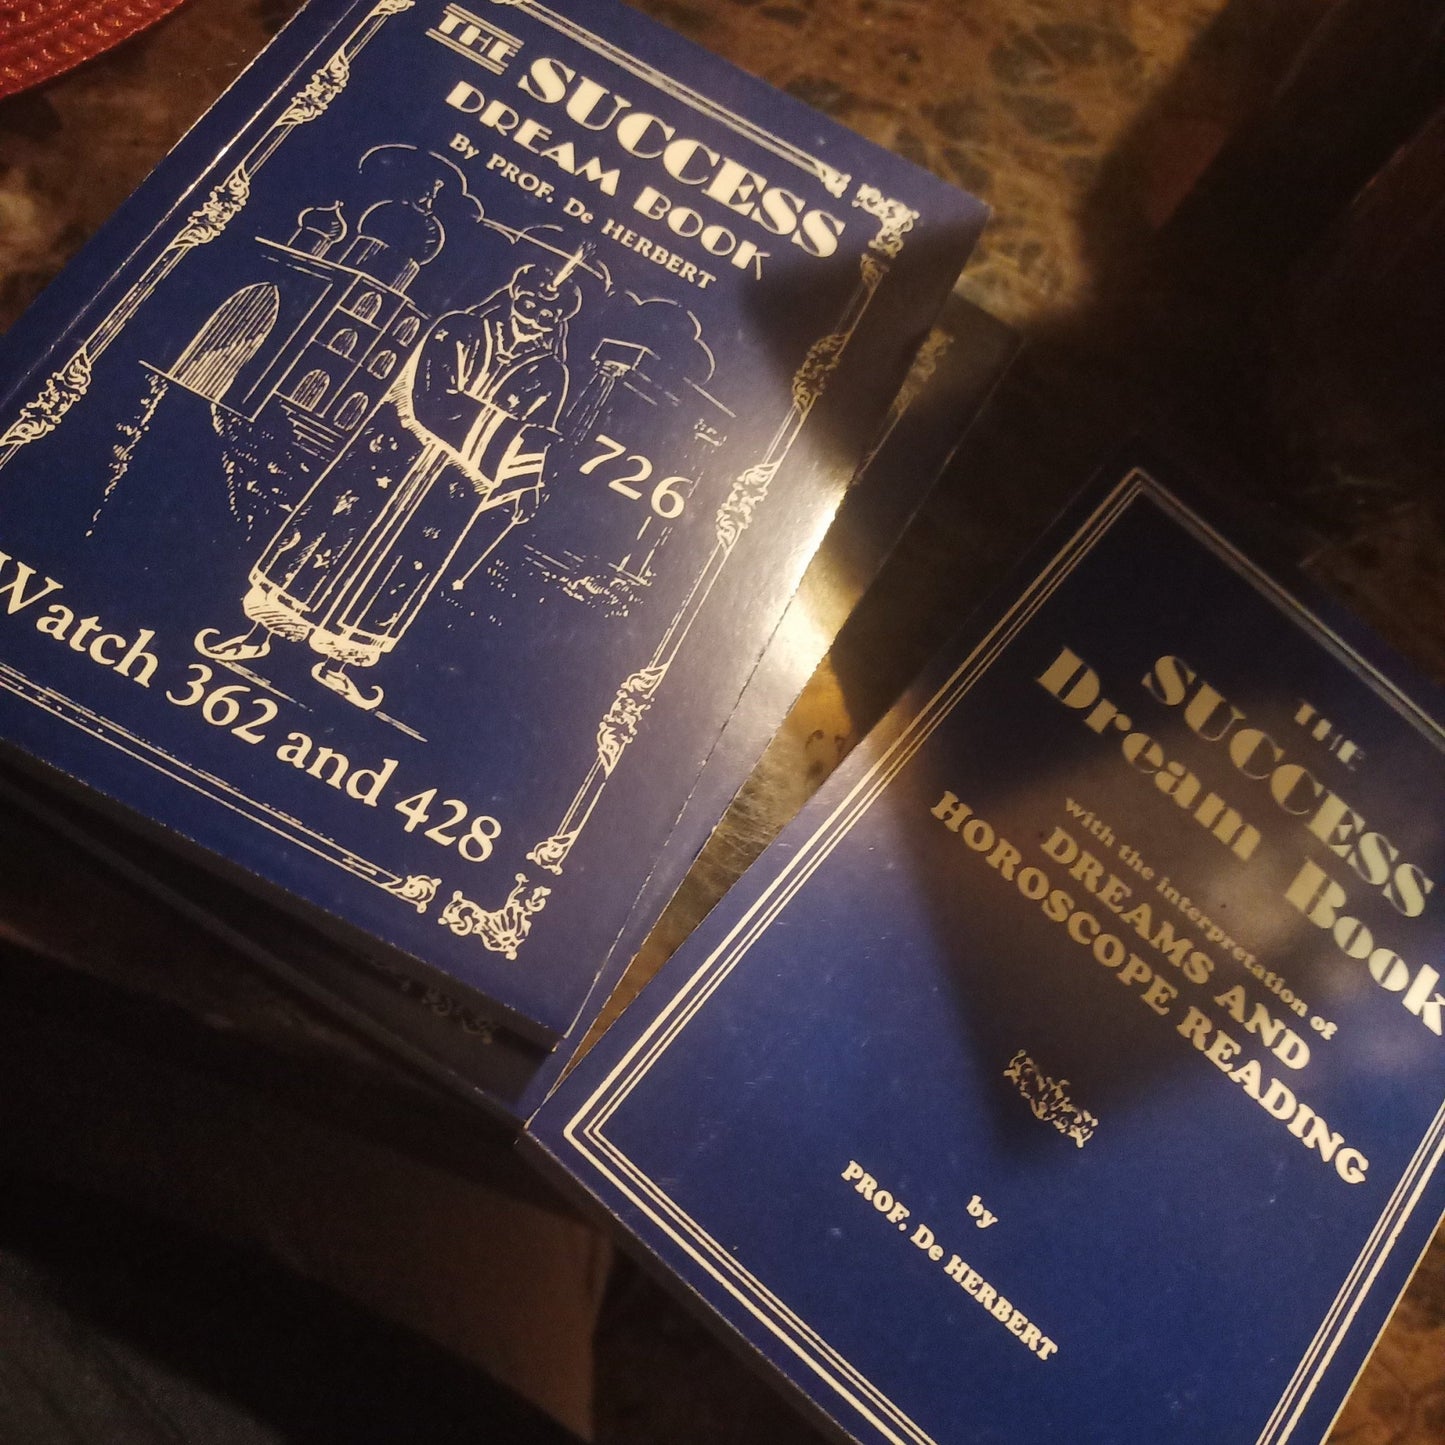 THE
SUCCESS
DREAM BOOK
By PROF. De HERBERT
726
Watch 362 and 428
THE
SUCCESS
Dream Book
with the interpretation of
DREAMS AND
HOROSCOPE READING
by
PROF. De HERBERT